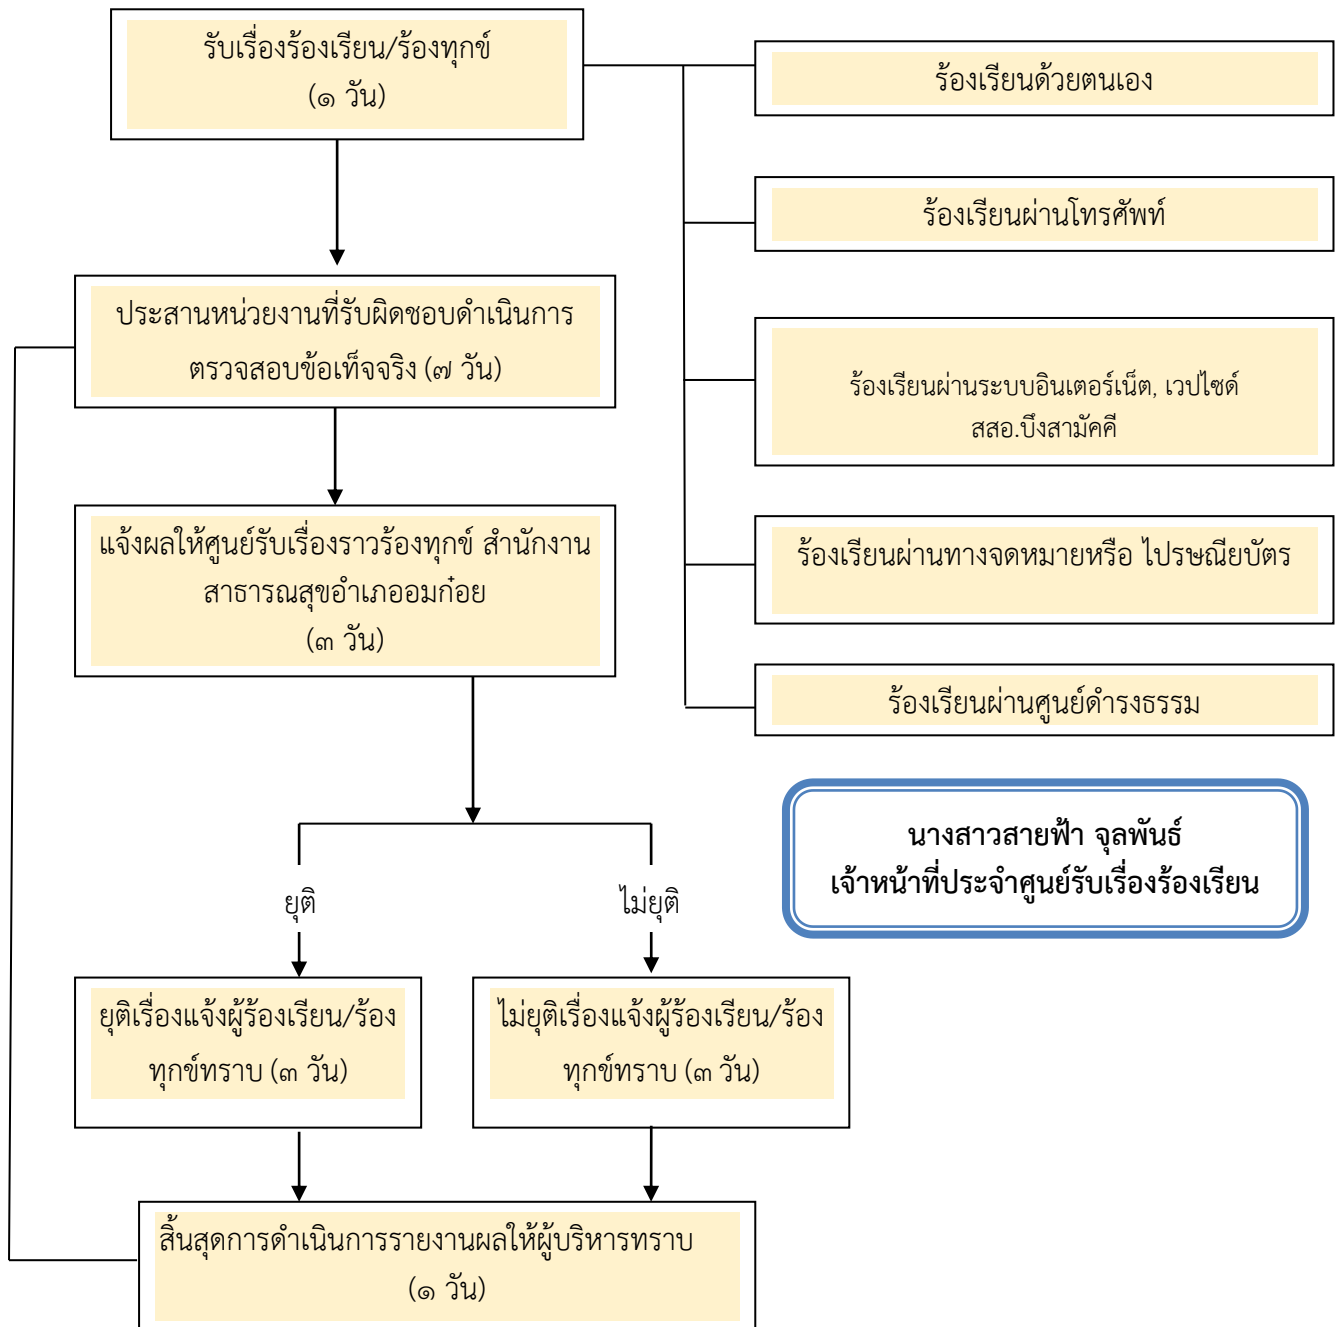 รับเรื่องร้องเรียน/ร้องทุกข์
(๑ วัน)
ร้องเรียนด้วยตนเอง
ร้องเรียนผ่านโทรศัพท์
ประสานหน่วยงานที่รับผิดชอบดำเนินการ
ตรวจสอบข้อเท็จจริง (๗ วัน)
ร้องเรียนผ่านระบบอินเตอร์เน็ต, เวปไซด์
สสอ.บึงสามัคคี
แจ้งผลให้ศูนย์รับเรื่องราวร้องทุกข์ สำนักงาน
สาธารณสุขอำเภออมก๋อย
(๓ วัน)
ร้องเรียนผ่านทางจดหมายหรือ ไปรษณียบัตร
ร้องเรียนผ่านศูนย์ดำรงธรรม
นางสาวสายฟ้า จุลพันธ์
เจ้าหน้าที่ประจำศูนย์รับเรื่องร้องเรียน
ยุติ
ไม่ยุติ
ยุติเรื่องแจ้งผู้ร้องเรียน/ร้อง
ทุกข์ทราบ (๓ วัน)
ไม่ยุติเรื่องแจ้งผู้ร้องเรียน/ร้อง
ทุกข์ทราบ (๓ วัน)
สิ้นสุดการดำเนินการรายงานผลให้ผู้บริหารทราบ
(๑ วัน)